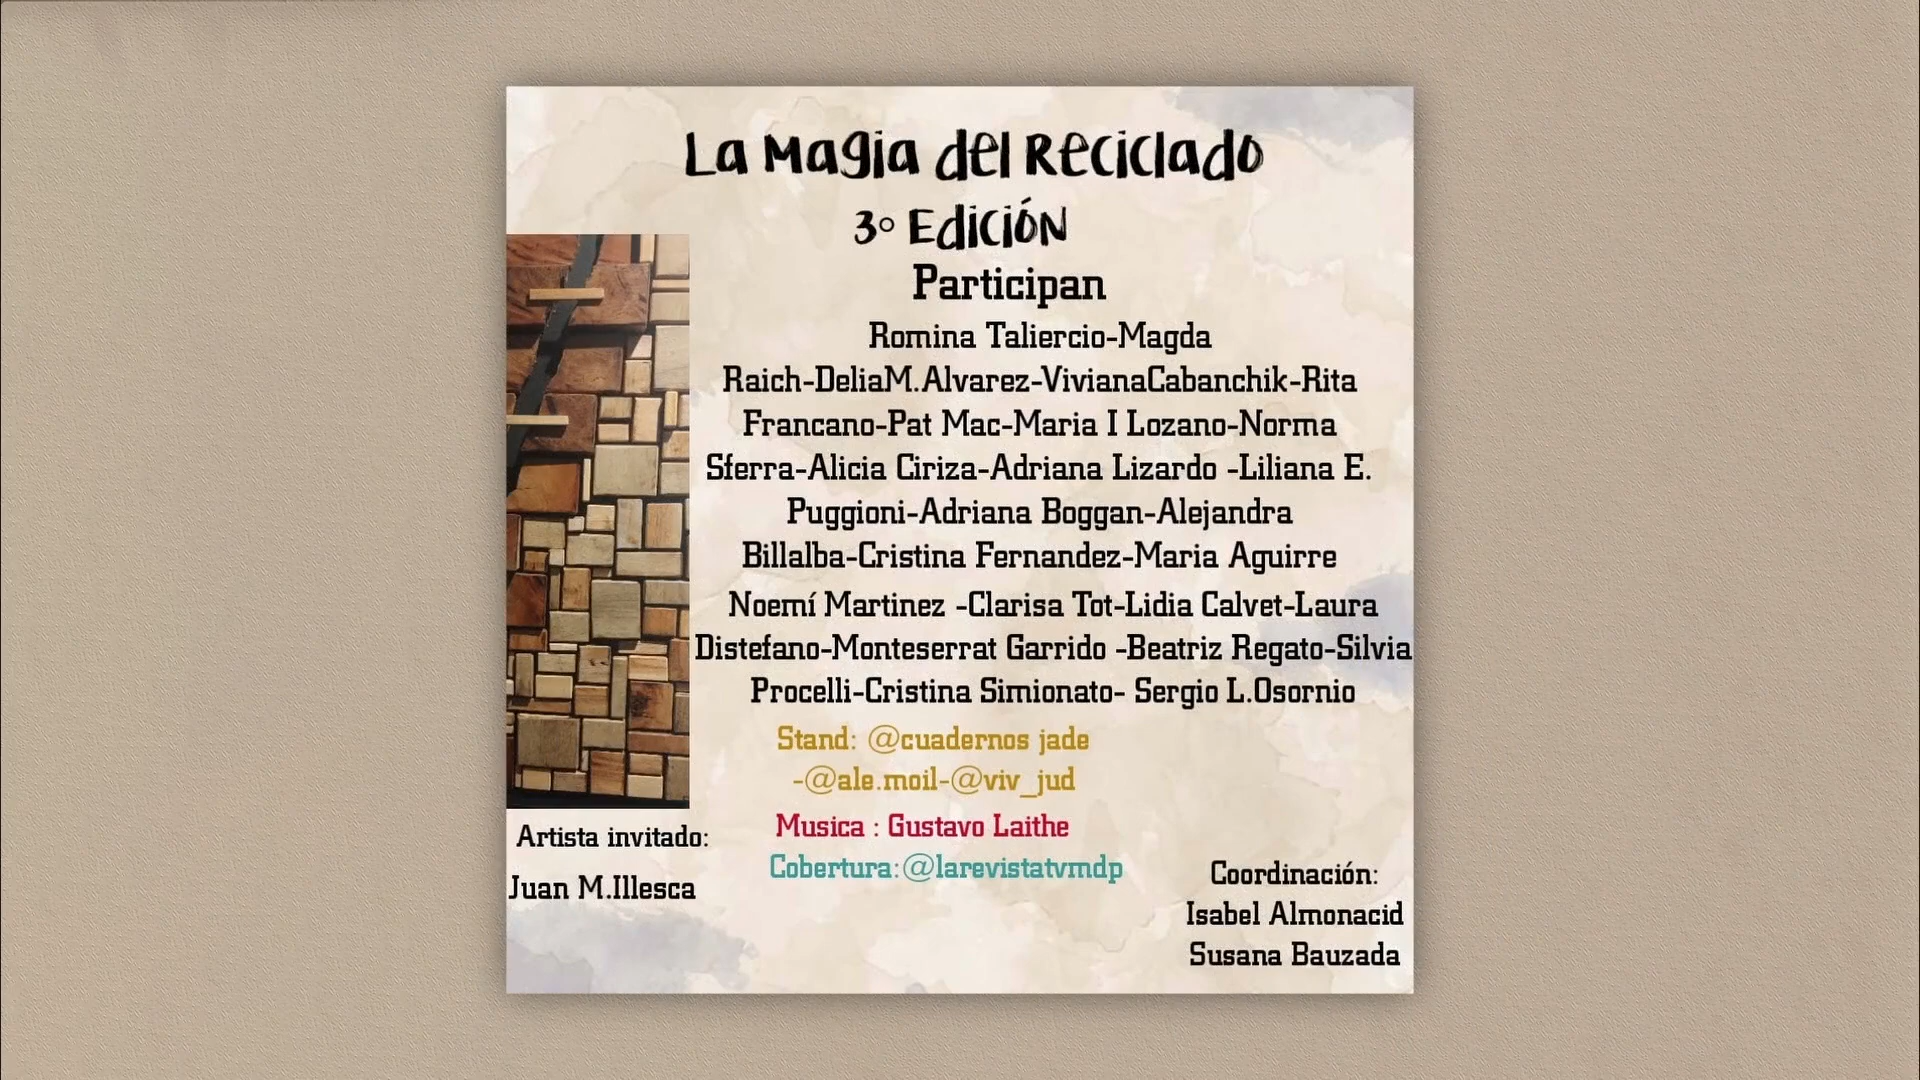 La Magia del Reciclado
3° Edición
Participan
Romina Taliercio-Magda
Raich-DeliaM.Alvarez-VivianaCabanchik-Rita
Francano-Pat Mac-Maria I Lozano-Norma
Sferra-Alicia Ciriza-Adriana Lizardo -Liliana E.
Puggioni-Adriana Boggan-Alejandra
Billalba-Cristina Fernandez-Maria Aguirre
Noemí Martinez -Clarisa Tot-Lidia Calvet-Laura
Distefano-Monteserrat Garrido -Beatriz Regato-Silvia
Procelli-Cristina Simionato- Sergio L.Osornio
Stand: @cuadernos jade
-@ale.moil-@viv_jud
Musica : Gustavo Laithe
Cobertura:@larevistatvmdp
Artista invitado:
Juan M.Illesca
Coordinación:
Isabel Almonacid
Susana Bauzada